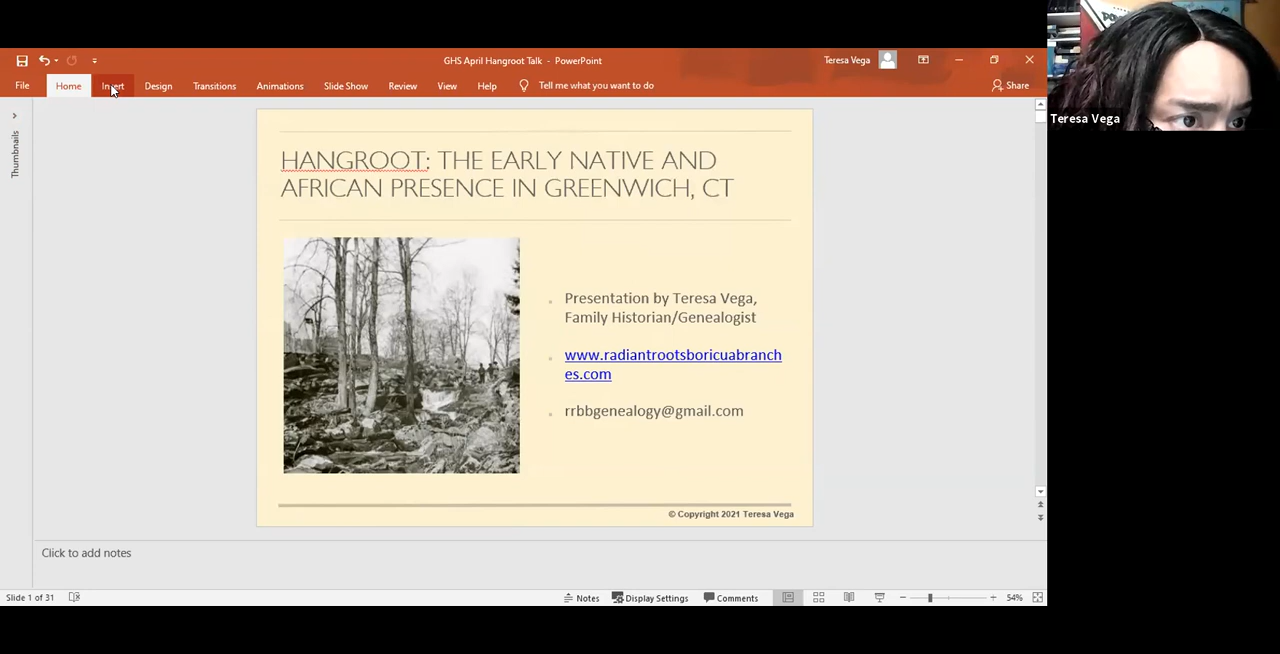 GHS April Hangroot Talk - PowerPoint
Teresa Vega
File Home Insert Design Transitions Animations Slide Show Review View Help Tell me what you want to do Share
Teresa Vega
Thumbnails
HANGROOT: THE EARLY NATIVE AND
AFRICAN PRESENCE IN GREENWICH, CT
Presentation by Teresa Vega,
Family Historian/Genealogist
www.radiantrootsboricuabranch
es.com
rrbbgenealogy@gmail.com
© Copyright 2021 Teresa Vega
Click to add notes
Slide 1 of 31 Notes Display Settings Comments 54%